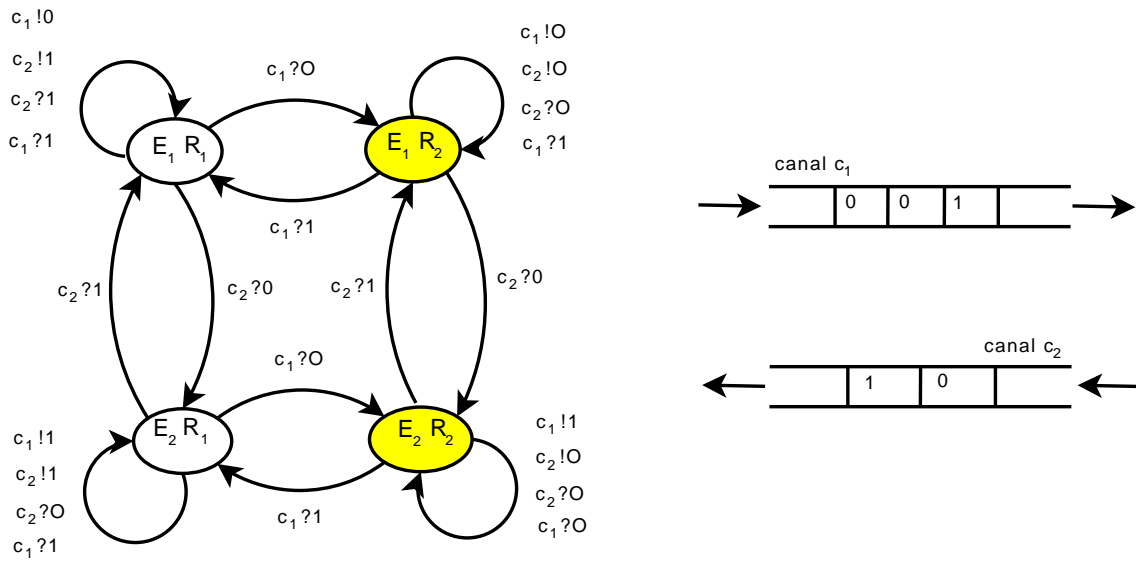 c₁!0
c₂!1
c₂?1
c₁?1
c₁?O
c₁!O
c₂!O
c₂?O
c₁?1
E₁ R₁
E₁ R₂
c₁?1
c₂?1
c₂?0
c₂?1
c₂?0
c₁?O
E₂ R₁
E₂ R₂
c₁!1
c₂!1
c₂?O
c₁?1
c₁?1
c₁!1
c₂!O
c₂?O
c₁?O
canal c₁
0 0 1
canal c₂
1 0